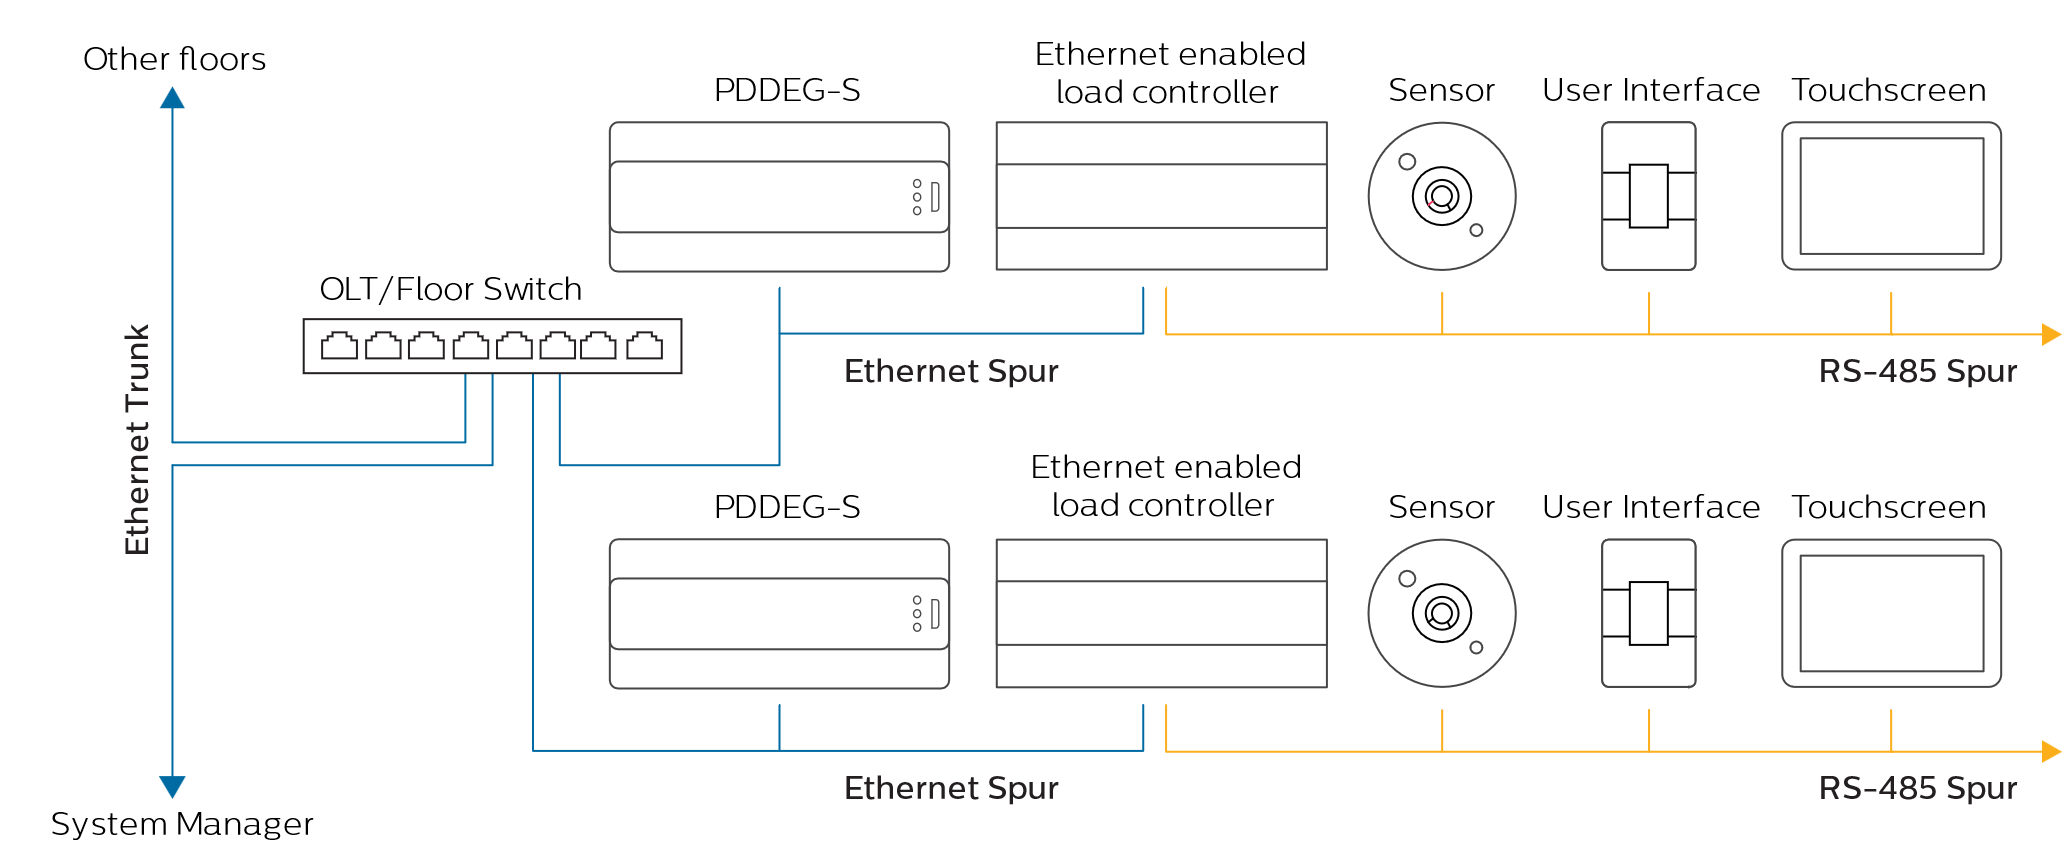 Other floors
Ethernet Trunk
System Manager
OLT/Floor Switch
PDDEG-S
Ethernet enabled
load controller
Sensor
User Interface
Touchscreen
Ethernet Spur
RS-485 Spur
PDDEG-S
Ethernet enabled
load controller
Sensor
User Interface
Touchscreen
Ethernet Spur
RS-485 Spur